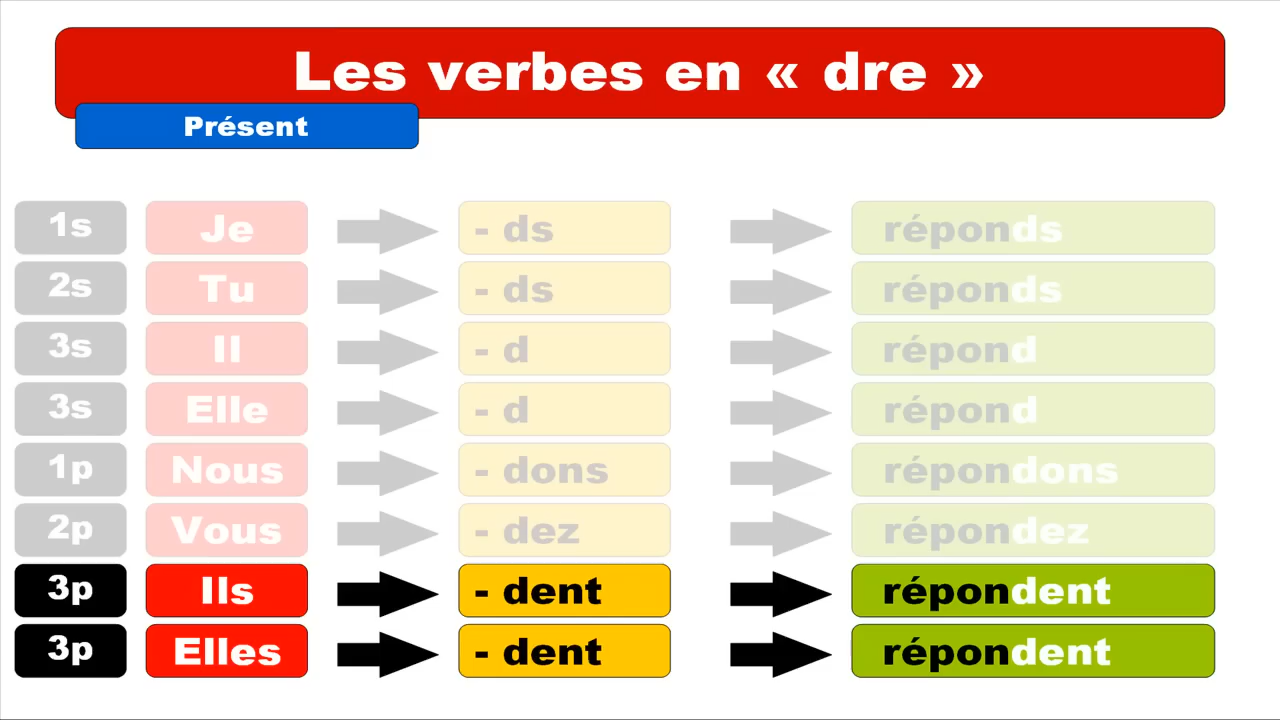 Les verbes en « dre »
Présent
1s Je - ds réponds
2s Tu - ds réponds
3s Il - d répond
3s Elle - d répond
1p Nous - dons répondons
2p Vous - dez répondez
3p Ils - dent répondent
3p Elles - dent répondent